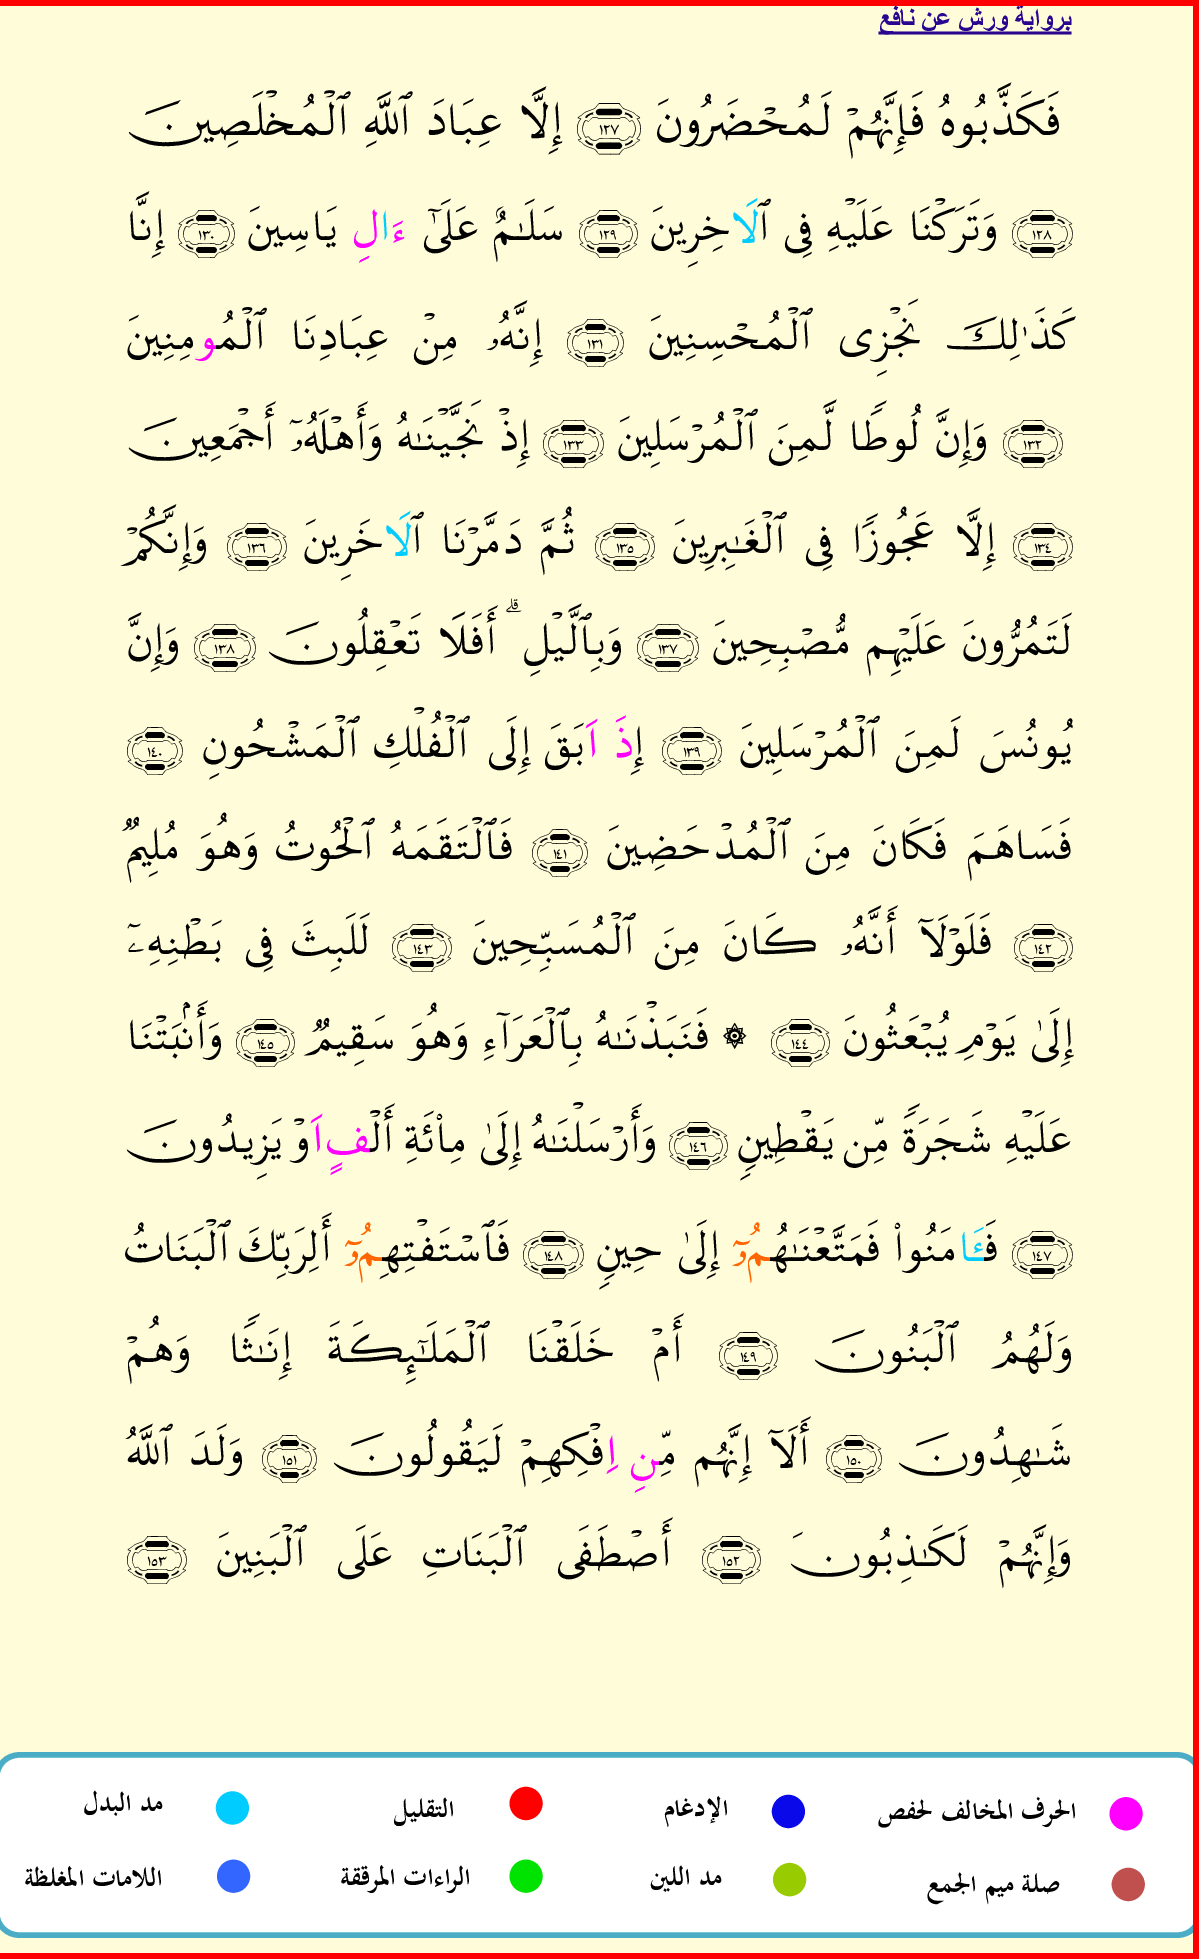 برواية ورش عن نافع
فَكَذَّبُوهُ فَإِنَّهُمْ لَمُحْضَرُونَ ١٢٧ إِلَّا عِبَادَ ٱللَّهِ ٱلْمُخْلَصِينَ
١٢٨ وَتَرَكْنَا عَلَيْهِ فِى ٱلَاخِرِينَ ١٢٩ سَلَٰمٌ عَلَىٰٓ ءَالِ يَاسِينَ ١٣٠ إِنَّا
كَذَٰلِكَ نَجْزِى ٱلْمُحْسِنِينَ ١٣١ إِنَّهُۥ مِنْ عِبَادِنَا ٱلْمُومِنِينَ
١٣٢ وَإِنَّ لُوطًا لَّمِنَ ٱلْمُرْسَلِينَ ١٣٣ إِذْ نَجَّيْنَٰهُ وَأَهْلَهُۥٓ أَجْمَعِينَ
١٣٤ إِلَّا عَجُوزًا فِى ٱلْغَٰبِرِينَ ١٣٥ ثُمَّ دَمَّرْنَا ٱلَاخَرِينَ ١٣٦ وَإِنَّكُمْ
لَتَمُرُّونَ عَلَيْهِم مُّصْبِحِينَ ١٣٧ وَبِٱلَّيْلِ ۗ أَفَلَا تَعْقِلُونَ ١٣٨ وَإِنَّ
يُونُسَ لَمِنَ ٱلْمُرْسَلِينَ ١٣٩ إِذَ اَبَقَ إِلَى ٱلْفُلْكِ ٱلْمَشْحُونِ ١٤٠
فَسَاهَمَ فَكَانَ مِنَ ٱلْمُدْحَضِينَ ١٤١ فَٱلْتَقَمَهُ ٱلْحُوتُ وَهُوَ مُلِيمٌ
١٤٢ فَلَوْلَآ أَنَّهُۥ كَانَ مِنَ ٱلْمُسَبِّحِينَ ١٤٣ لَلَبِثَ فِى بَطْنِهِۦٓ
إِلَىٰ يَوْمِ يُبْعَثُونَ ١٤٤ ۞ فَنَبَذْنَٰهُ بِٱلْعَرَآءِ وَهُوَ سَقِيمٌ ١٤٥ وَأَنۢبَتْنَا
عَلَيْهِ شَجَرَةً مِّن يَقْطِينٍ ١٤٦ وَأَرْسَلْنَٰهُ إِلَىٰ مِا۟ئَةِ أَلْفٍ اَوْ يَزِيدُونَ
١٤٧ فَـَٔامَنُوا۟ فَمَتَّعْنَٰهُمُۥٓ إِلَىٰ حِينٍ ١٤٨ فَٱسْتَفْتِهِمُۥٓ أَلِرَبِّكَ ٱلْبَنَاتُ
وَلَهُمُ ٱلْبَنُونَ ١٤٩ أَمْ خَلَقْنَا ٱلْمَلَٰٓئِكَةَ إِنَٰثًا وَهُمْ
شَٰهِدُونَ ١٥٠ أَلَآ إِنَّهُم مِّنِ اِفْكِهِمْ لَيَقُولُونَ ١٥١ وَلَدَ ٱللَّهُ
وَإِنَّهُمْ لَكَٰذِبُونَ ١٥٢ أَصْطَفَى ٱلْبَنَاتِ عَلَى ٱلْبَنِينَ ١٥٣
الحرف المخالف لحفص الإدغام التقليل مد البدل
صلة ميم الجمع مد اللين الراءات المرققة اللامات المغلظة